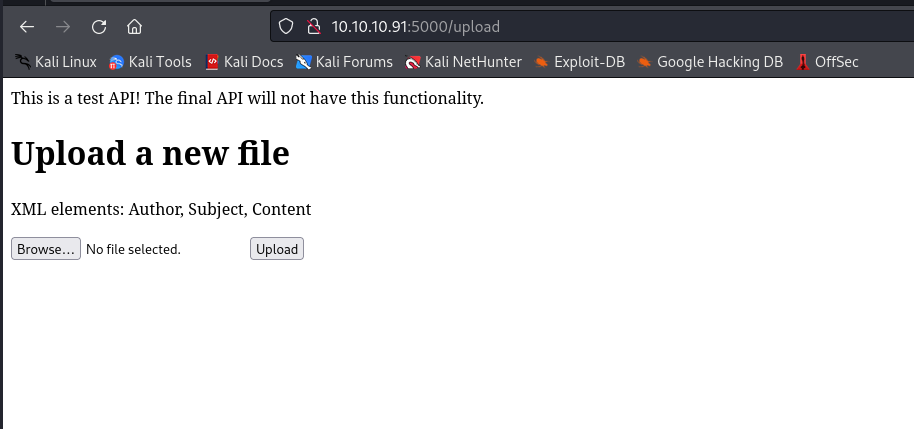 10.10.10.91:5000/upload
Kali Linux Kali Tools Kali Docs Kali Forums Kali NetHunter Exploit-DB Google Hacking DB OffSec
This is a test API! The final API will not have this functionality.
Upload a new file
XML elements: Author, Subject, Content
Browse... No file selected. Upload